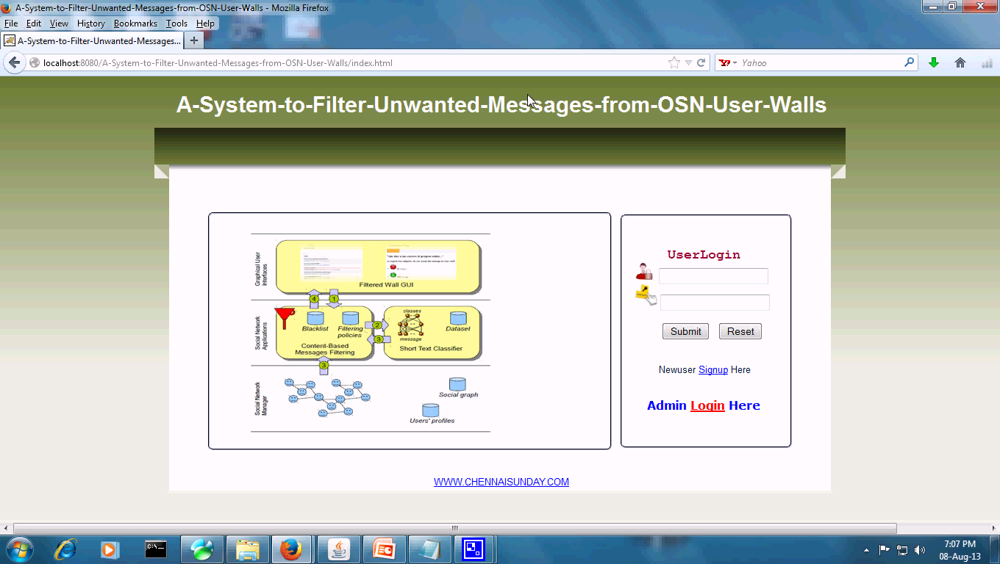 A-System-to-Filter-Unwanted-Messages-from-OSN-User-Walls - Mozilla Firefox
File Edit View History Bookmarks Tools Help
A-System-to-Filter-Unwanted-Messages... +
localhost:8080/A-System-to-Filter-Unwanted-Messages-from-OSN-User-Walls/index.html
Yahoo
A-System-to-Filter-Unwanted-Messages-from-OSN-User-Walls
Graphical User
Interfaces
Filtered Wall GUI
4 1
Social Network
Applications
Blacklist
Filtering
policies
Content-Based
Messages Filtering
2
3
classes
message
Dataset
Short Text Classifier
3
Social Network
Manager
Social graph
Users' profiles
UserLogin
Submit Reset
Newuser Signup Here
Admin Login Here
WWW.CHENNAISUNDAY.COM
7:07 PM
08-Aug-13